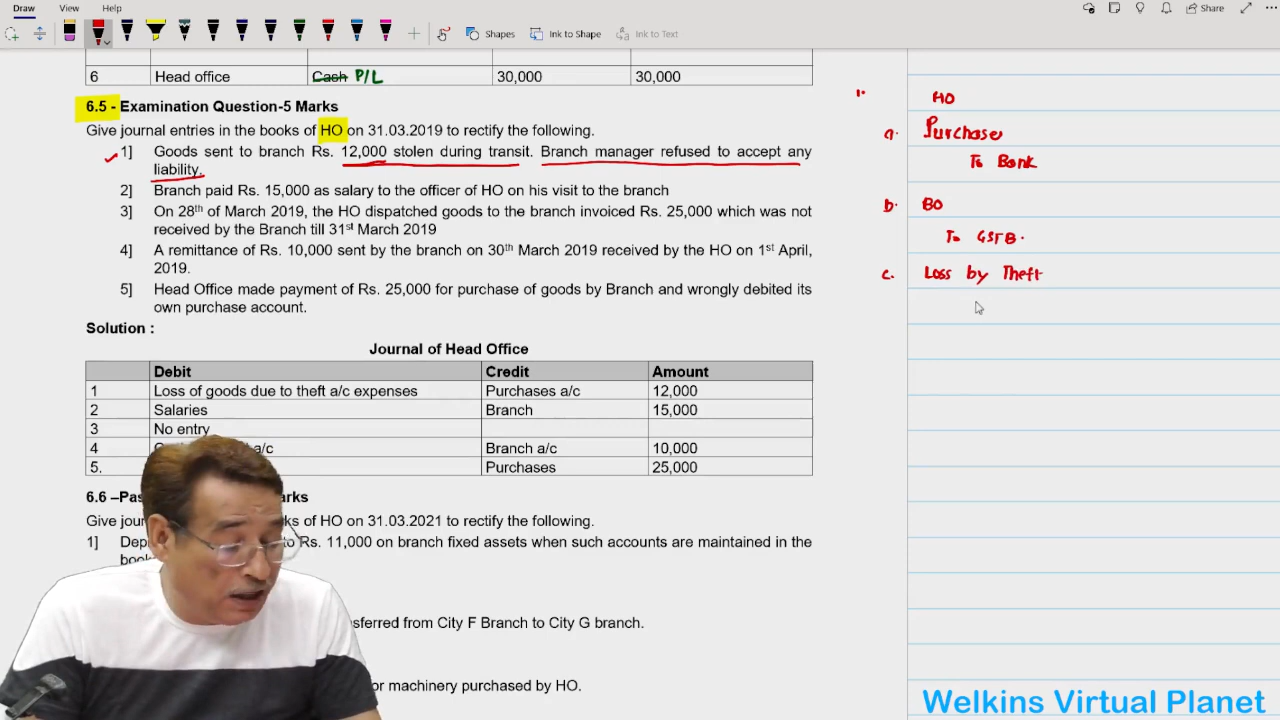 Draw View Help
Share
Shapes Ink to Shape Ink to Text
6 Head office Cash P/L 30,000 30,000
6.5 - Examination Question-5 Marks
Give journal entries in the books of HO on 31.03.2019 to rectify the following.
1] Goods sent to branch Rs. 12,000 stolen during transit. Branch manager refused to accept any
liability.
2] Branch paid Rs. 15,000 as salary to the officer of HO on his visit to the branch
3] On 28th of March 2019, the HO dispatched goods to the branch invoiced Rs. 25,000 which was not
received by the Branch till 31st March 2019
4] A remittance of Rs. 10,000 sent by the branch on 30th March 2019 received by the HO on 1st April,
2019.
5] Head Office made payment of Rs. 25,000 for purchase of goods by Branch and wrongly debited its
own purchase account.
Solution :
Journal of Head Office
Debit Credit Amount
1 Loss of goods due to theft a/c expenses Purchases a/c 12,000
2 Salaries Branch 15,000
3 No entry
4 a/c Branch a/c 10,000
5. Purchases 25,000
6.6 –Pas Marks
Give jour ks of HO on 31.03.2021 to rectify the following.
1] Dep to Rs. 11,000 on branch fixed assets when such accounts are maintained in the
boo
sferred from City F Branch to City G branch.
or machinery purchased by HO.
1. HO
a. Purchase
To Bank
b. BO
To GSTB.
c. Loss by Theft
Welkins Virtual Planet